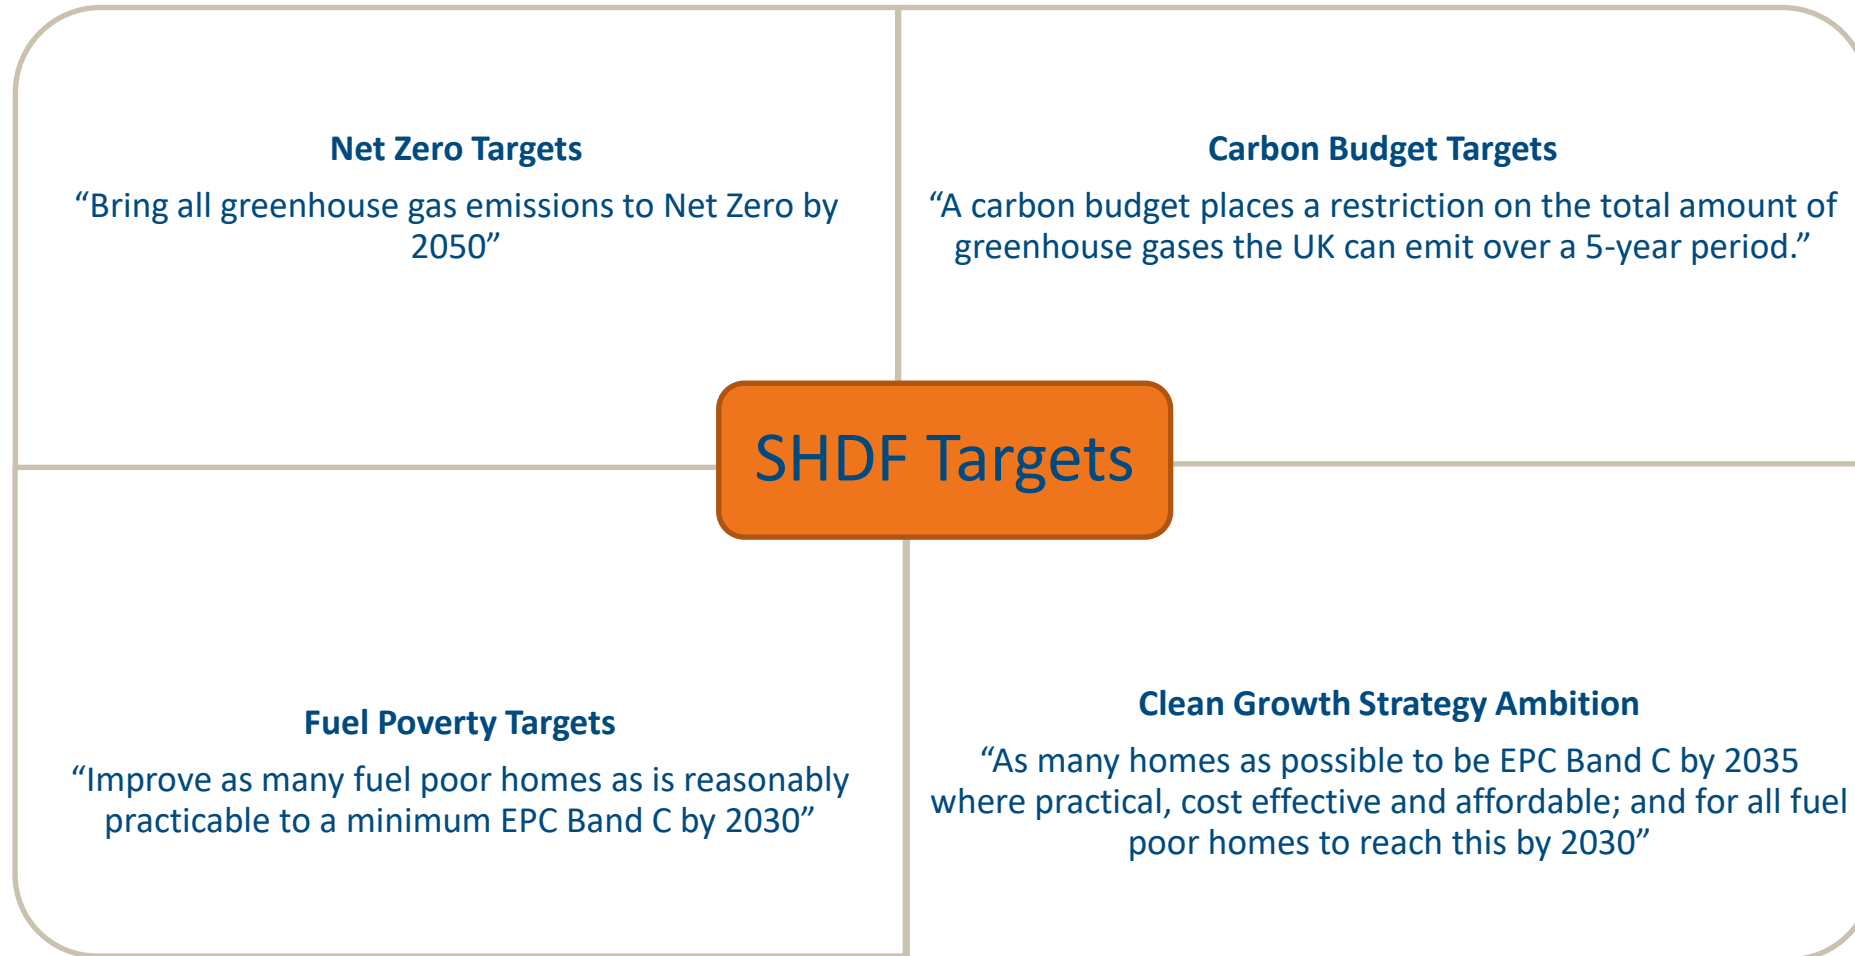 Net Zero Targets
“Bring all greenhouse gas emissions to Net Zero by
2050”
Carbon Budget Targets
“A carbon budget places a restriction on the total amount of
greenhouse gases the UK can emit over a 5-year period.”
SHDF Targets
Fuel Poverty Targets
“Improve as many fuel poor homes as is reasonably
practicable to a minimum EPC Band C by 2030”
Clean Growth Strategy Ambition
“As many homes as possible to be EPC Band C by 2035
where practical, cost effective and affordable; and for all fuel
poor homes to reach this by 2030”